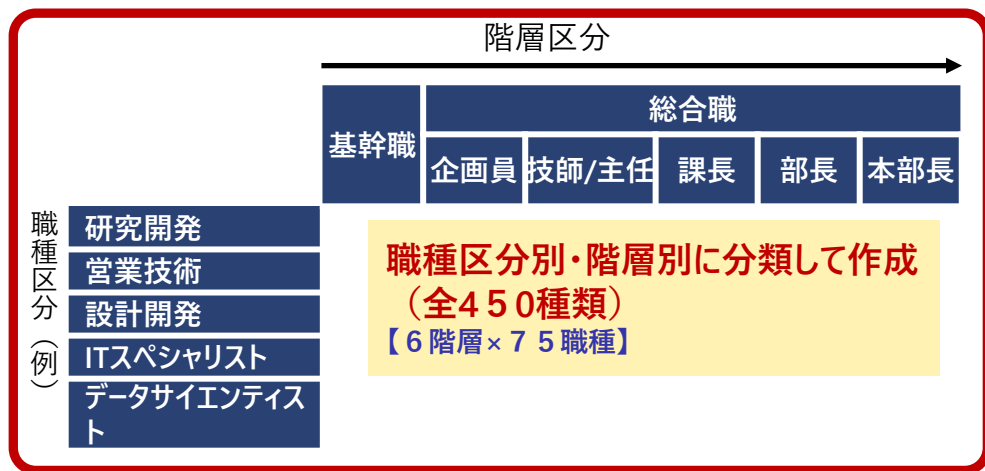 階層区分
基幹職
総合職
企画員
技師/主任
課長
部長
本部長
職種区分（例）
研究開発
営業技術
設計開発
ITスペシャリスト
データサイエンティス
ト
職種区分別・階層別に分類して作成
（全４５０種類）
【６階層×７５職種】